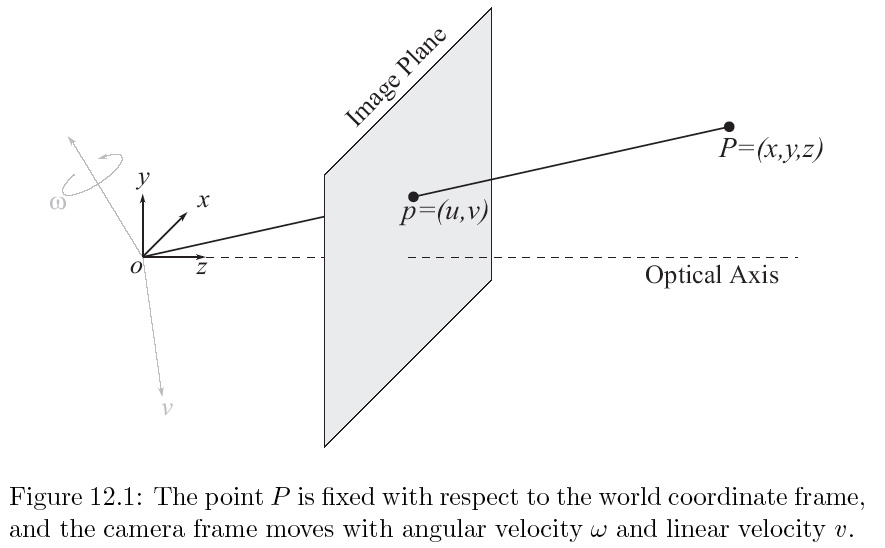 Image Plane
P=(x,y,z)
y
x
ω
p=(u,v)
o
z
Optical Axis
v
Figure 12.1: The point P is fixed with respect to the world coordinate frame,
and the camera frame moves with angular velocity ω and linear velocity v.